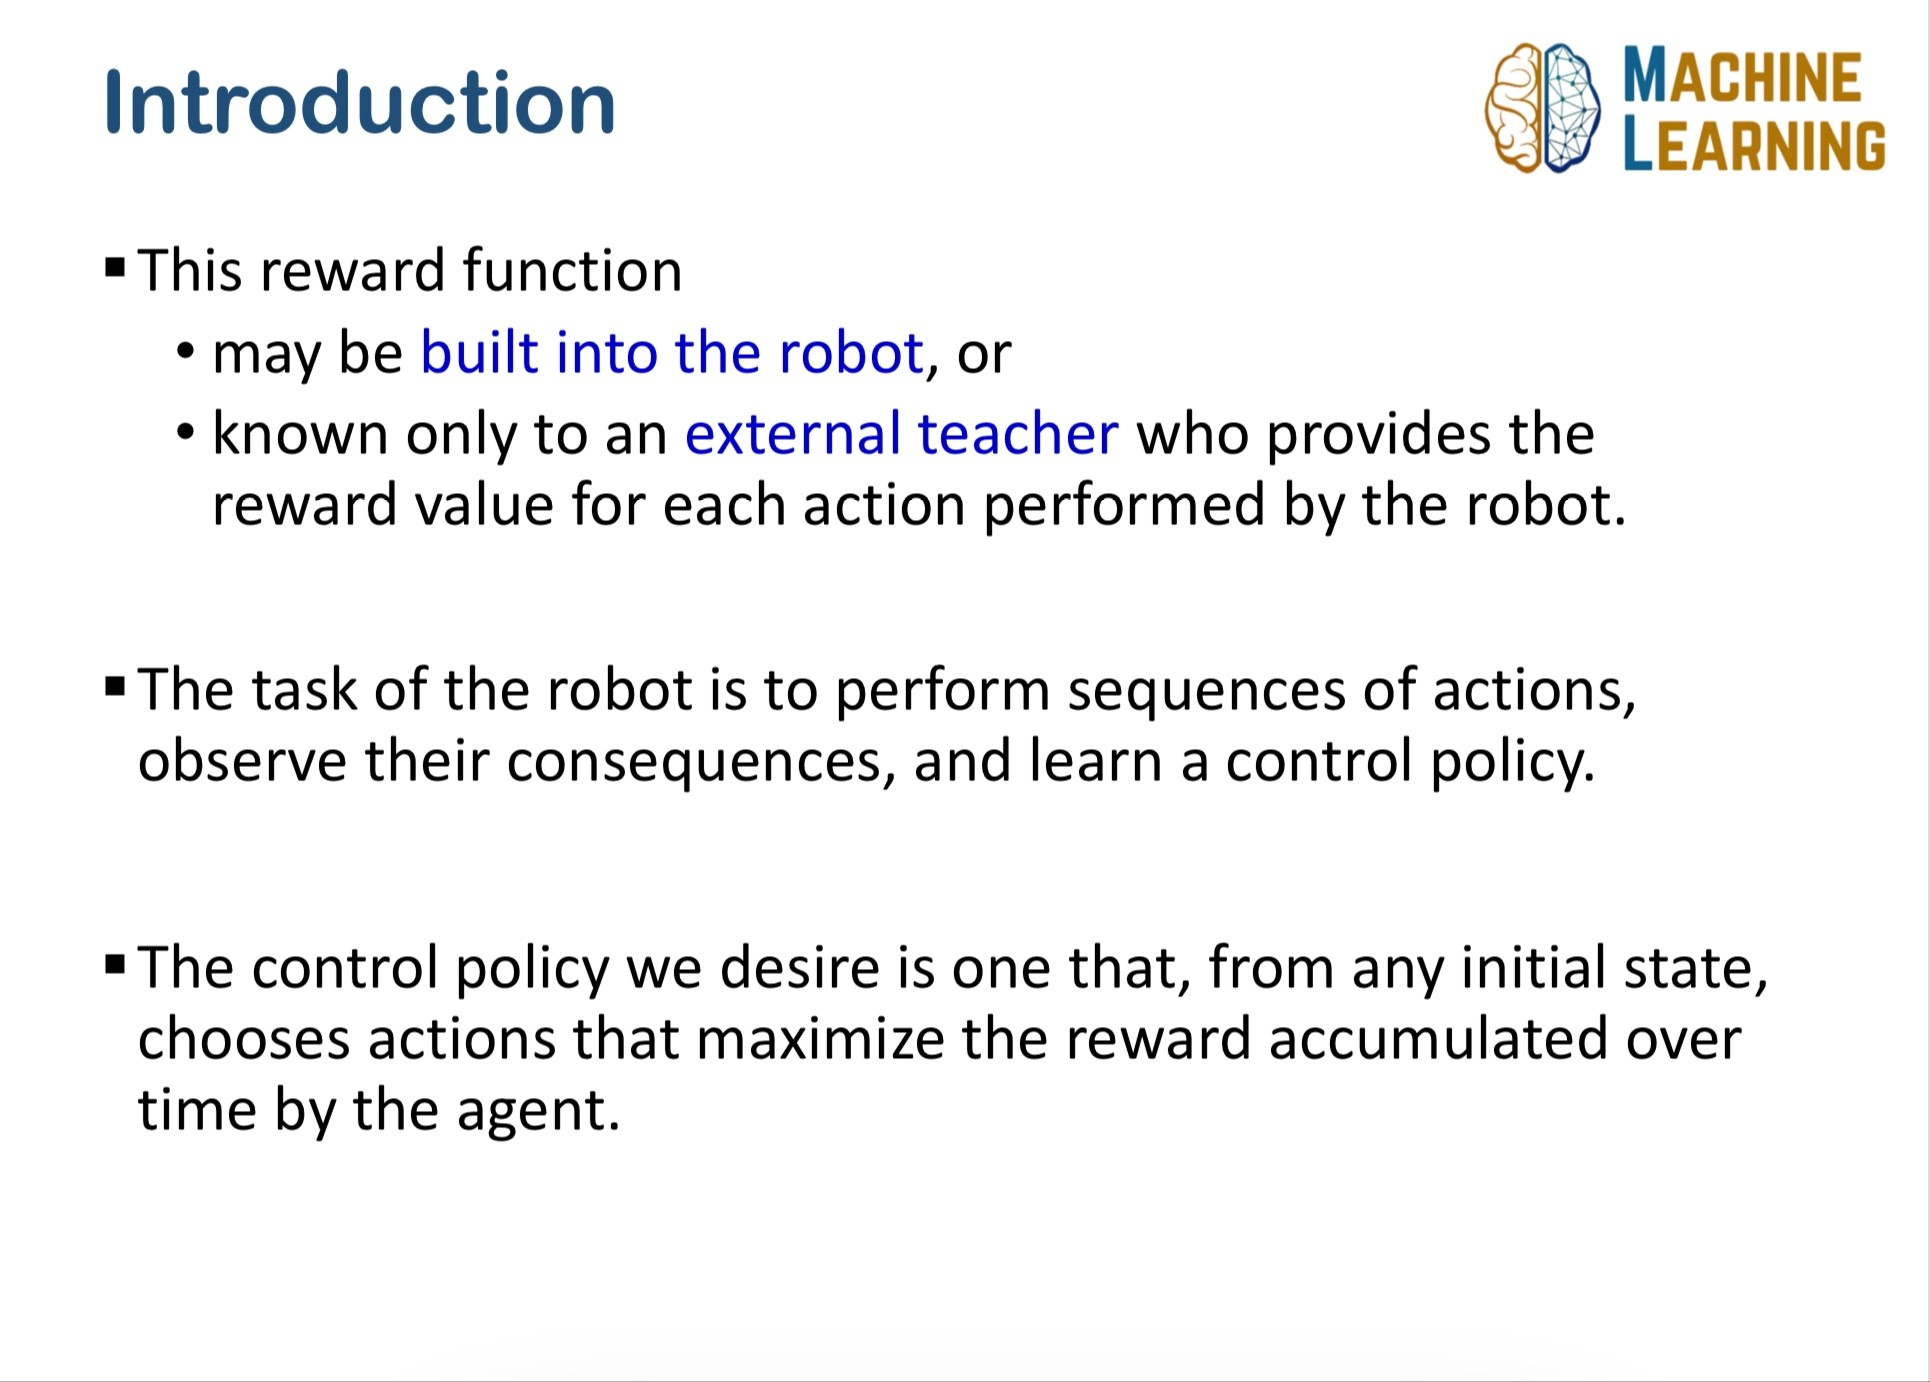 Introduction
MACHINE
LEARNING
▪ This reward function
• may be built into the robot, or
• known only to an external teacher who provides the
reward value for each action performed by the robot.
▪ The task of the robot is to perform sequences of actions,
observe their consequences, and learn a control policy.
▪ The control policy we desire is one that, from any initial state,
chooses actions that maximize the reward accumulated over
time by the agent.